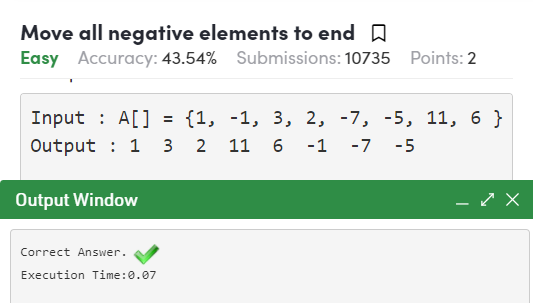 Move all negative elements to end
Easy Accuracy: 43.54% Submissions: 10735 Points: 2
Input : A[] = {1, -1, 3, 2, -7, -5, 11, 6 }
Output : 1 3 2 11 6 -1 -7 -5
Output Window
Correct Answer.
Execution Time:0.07